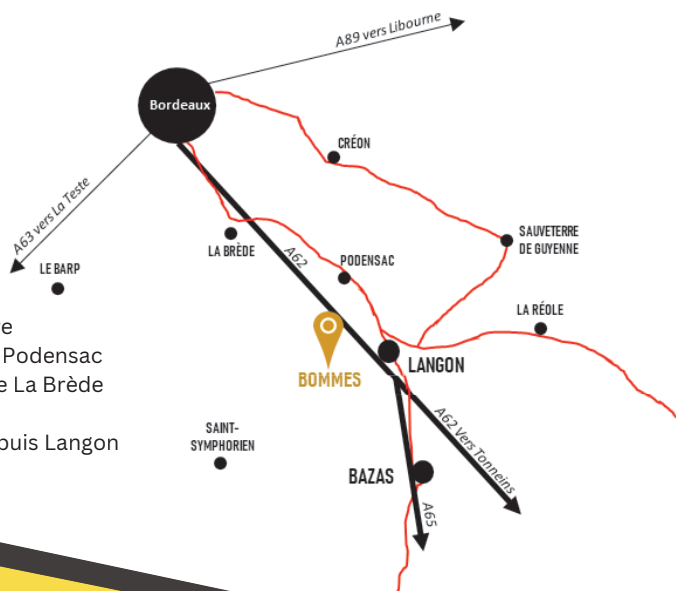 A89 vers Libourne
Bordeaux
CRÉON
A63 vers La Teste
SAUVETERRE
DE GUYENNE
LA BRÈDE
A62
PODENSAC
LE BARP
LA RÉOLE
Podensac
La Brède
LANGON
BOMMES
A62 Vers Tonneins
SAINT-
SYMPHORIEN
Langon
BAZAS
A65